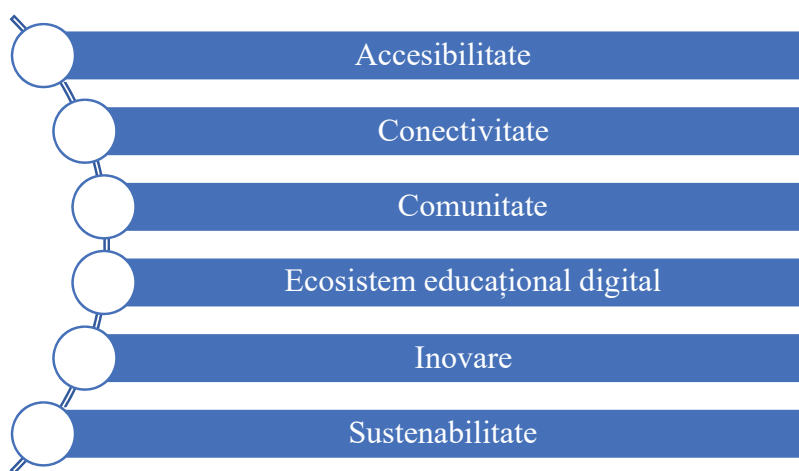 Accesibilitate
Conectivitate
Comunitate
Ecosistem educațional digital
Inovare
Sustenabilitate